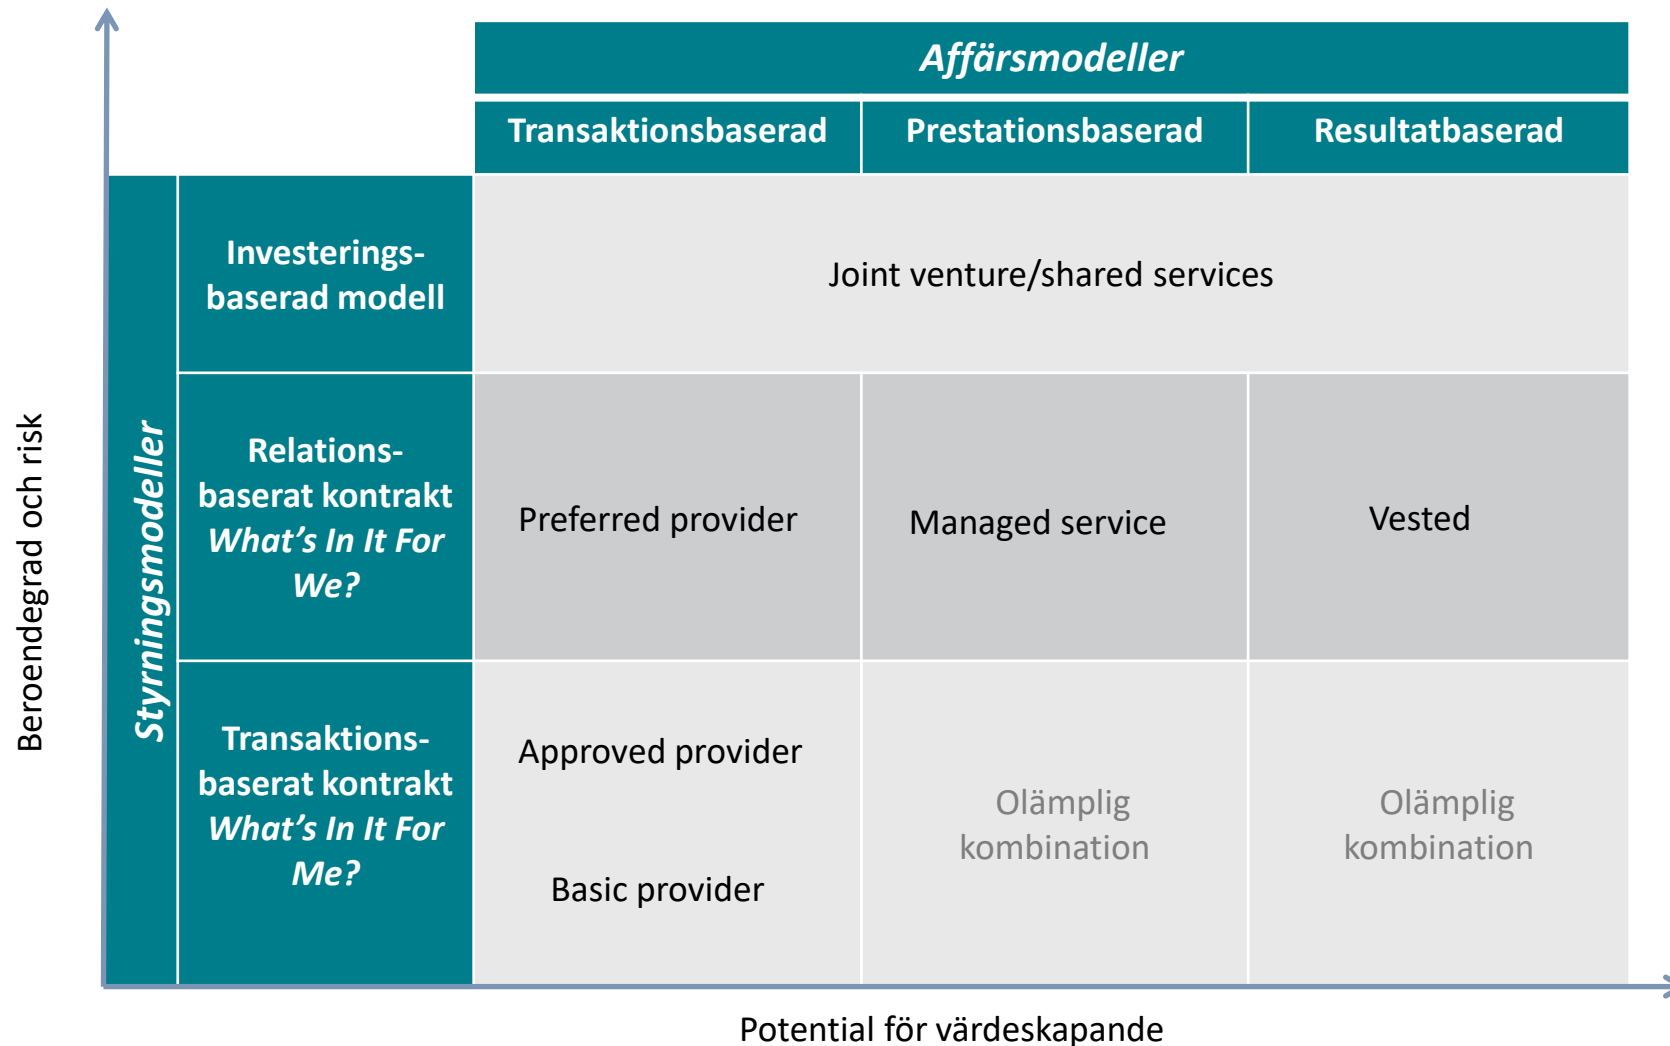 Affärsmodeller
Transaktionsbaserad
Prestationsbaserad
Resultatbaserad
Beroendegrad och risk
Styrningsmodeller
Investerings-
baserad modell
Joint venture/shared services
Relations-
baserat kontrakt
What’s In It For
We?
Preferred provider
Managed service
Vested
Transaktions-
baserat kontrakt
What’s In It For
Me?
Approved provider
Basic provider
Olämplig
kombination
Olämplig
kombination
Potential för värdeskapande